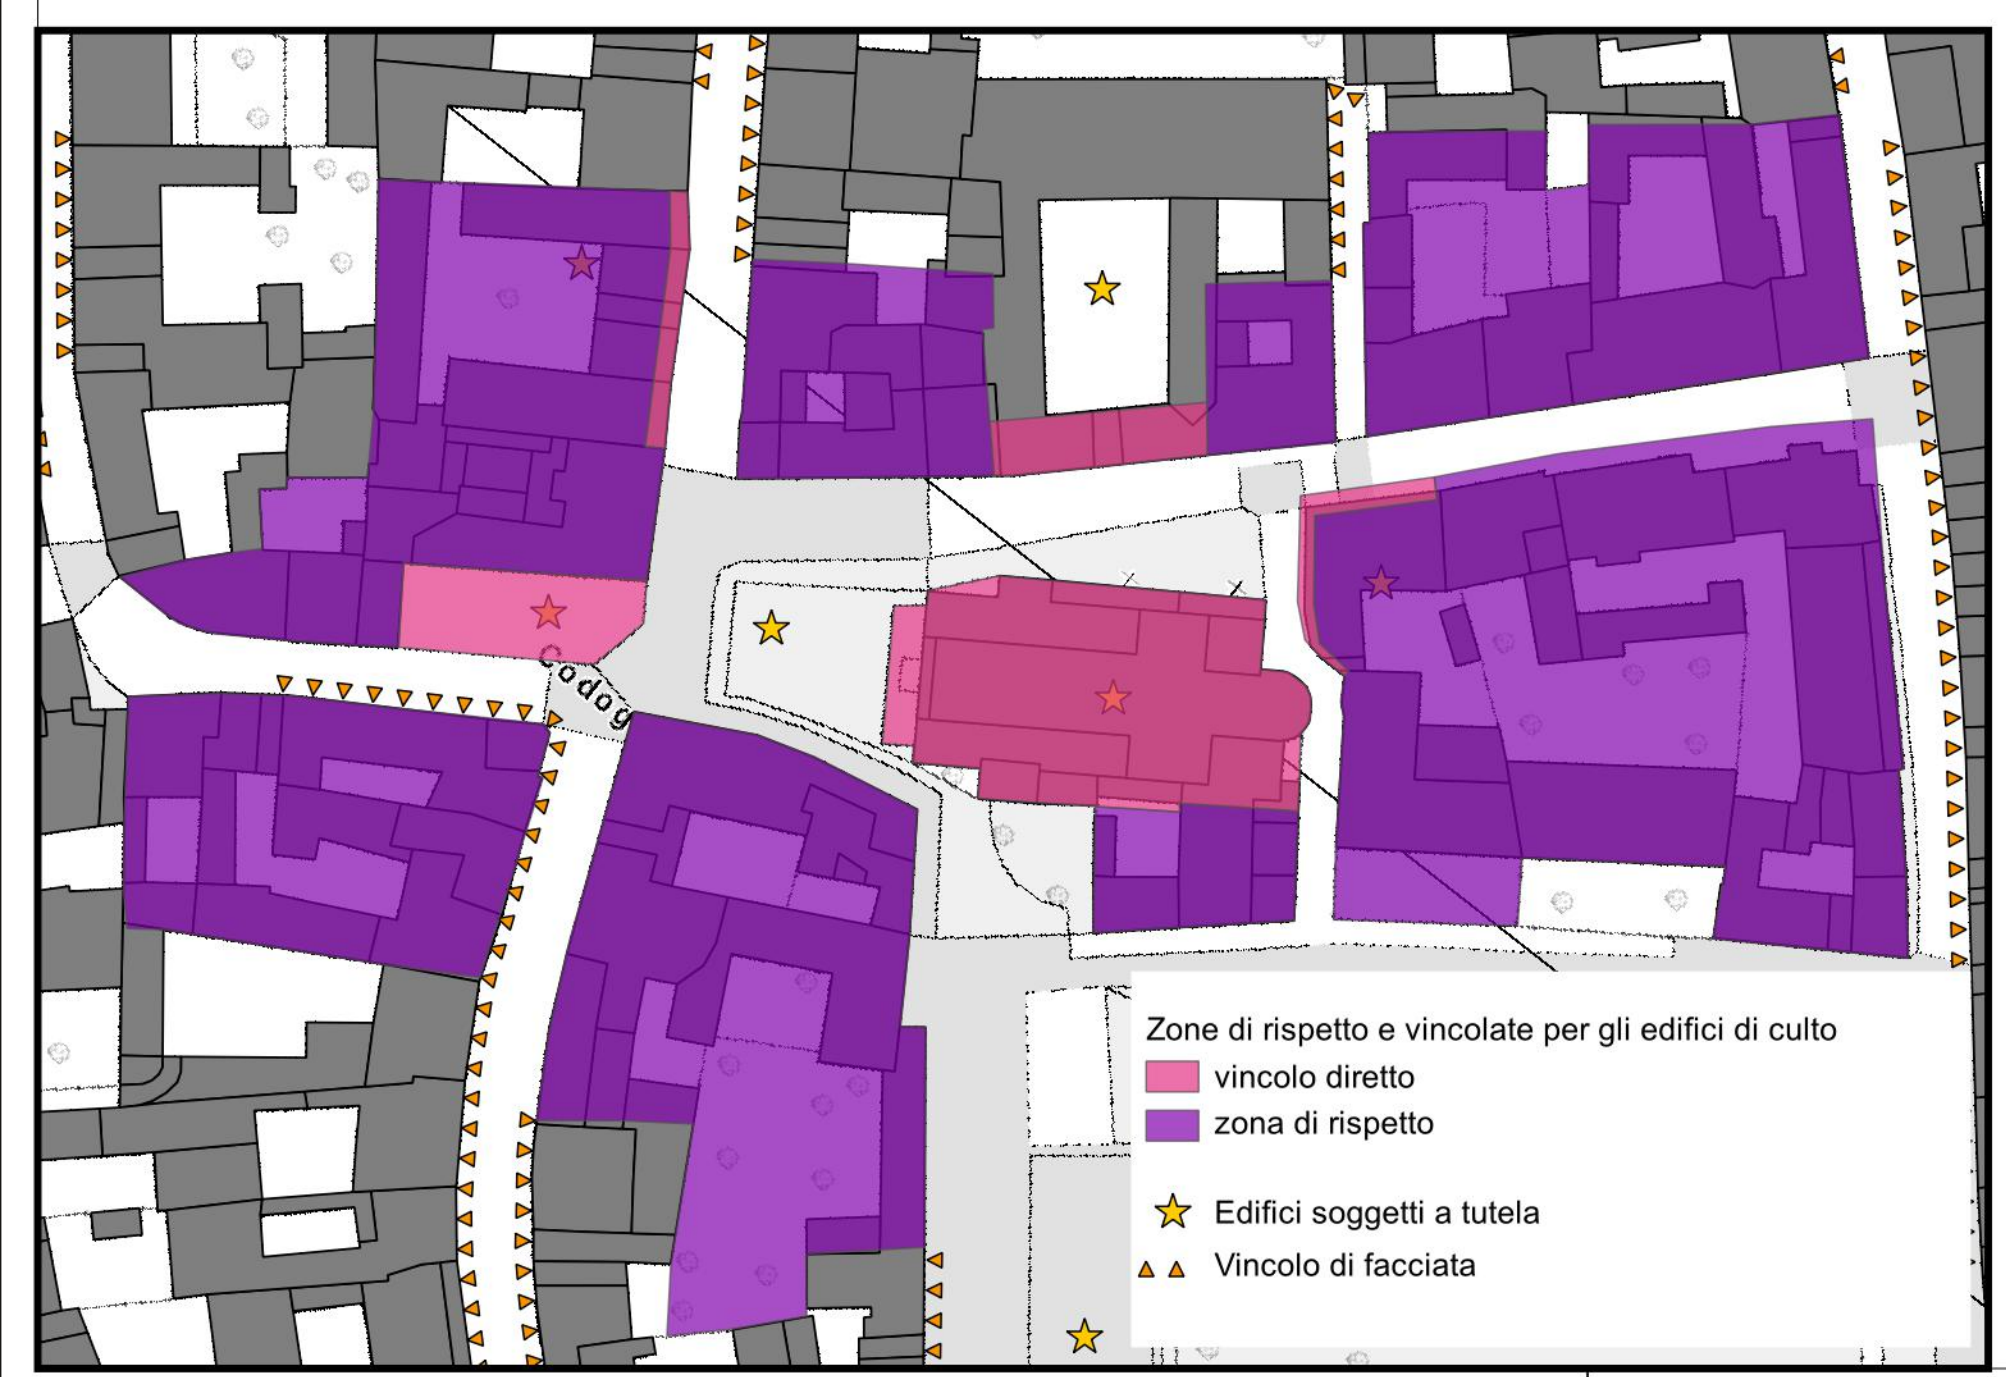 Codog
Zone di rispetto e vincolate per gli edifici di culto
vincolo diretto
zona di rispetto
Edifici soggetti a tutela
Vincolo di facciata